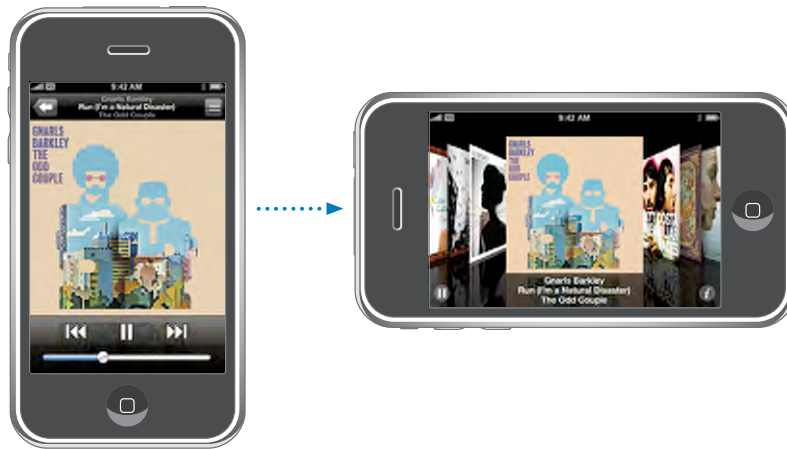 9:42 AM
Gnarls Barkley
Run (I'm a Natural Disaster)
The Odd Couple
GNARLS
BARKLEY
THE
ODD
COUPLE
9:42 AM
GNARLS
BARKLEY
THE
ODD
COUPLE
Gnarls Barkley
Run (I'm a Natural Disaster)
The Odd Couple